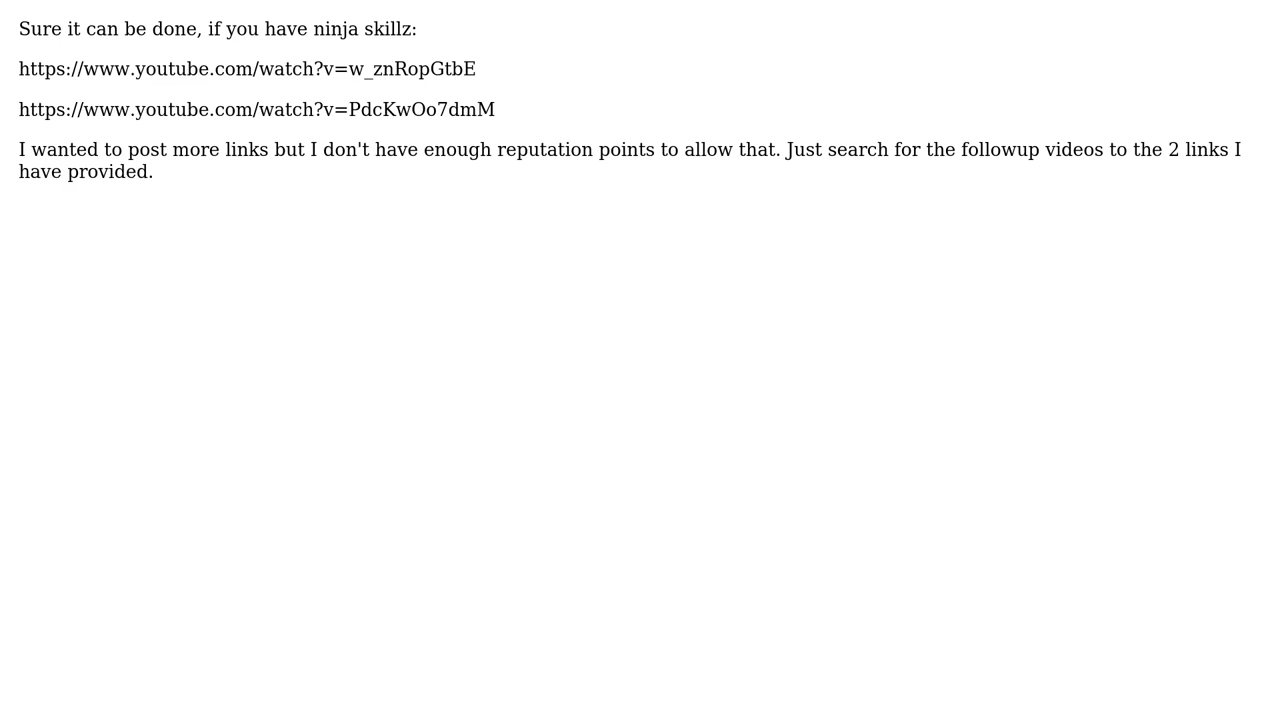 Sure it can be done, if you have ninja skillz:
https://www.youtube.com/watch?v=w_znRopGtbE
https://www.youtube.com/watch?v=PdcKwOo7dmM
I wanted to post more links but I don't have enough reputation points to allow that. Just search for the followup videos to the 2 links I
have provided.